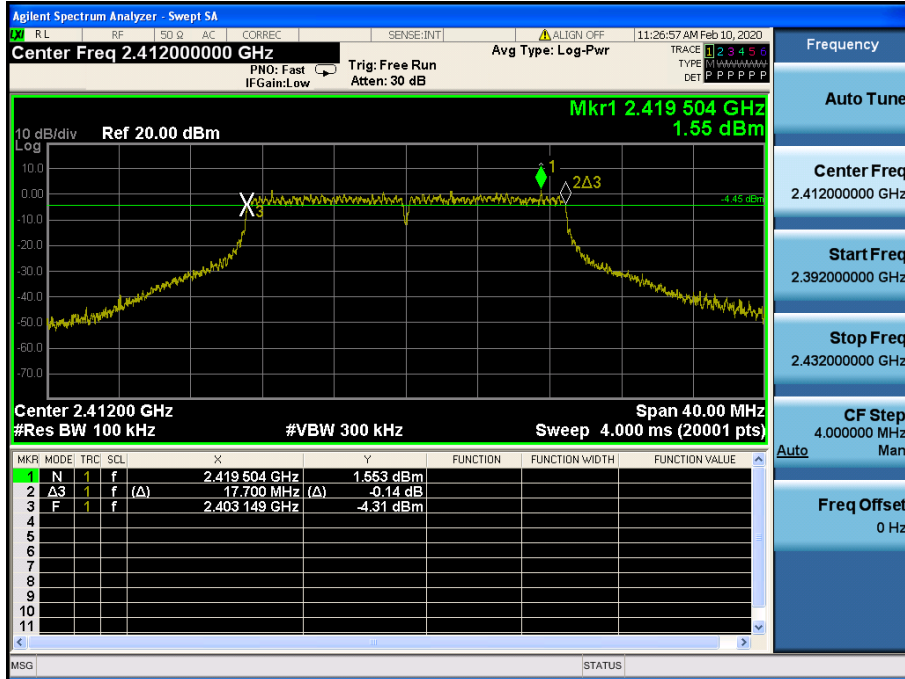 Agilent Spectrum Analyzer - Swept SA
LXI RL RF 50 Ω AC CORREC SENSE:INT ALIGN OFF 11:26:57 AM Feb 10, 2020
Center Freq 2.412000000 GHz
PNO: Fast
IFGain:Low
Trig: Free Run
Atten: 30 dB
Avg Type: Log-Pwr
TRACE 1 2 3 4 5 6
TYPE M WWWWW
DET P P P P P P
Mkr1 2.419 504 GHz
1.55 dBm
10 dB/div Ref 20.00 dBm
Log
10.0
0.00
-10.0
-20.0
-30.0
-40.0
-50.0
-60.0
-70.0
1
2Δ3
3
-4.45 dBm
Center 2.41200 GHz Span 40.00 MHz
#Res BW 100 kHz #VBW 300 kHz Sweep 4.000 ms (20001 pts)
MKR MODE TRC SCL X Y FUNCTION FUNCTION WIDTH FUNCTION VALUE
1 N 1 f 2.419 504 GHz 1.553 dBm
2 Δ3 1 f (Δ) 17.700 MHz (Δ) -0.14 dB
3 F 1 f 2.403 149 GHz -4.31 dBm
4
5
6
7
8
9
10
11
MSG STATUS
Frequency
Auto Tune
Center Freq
2.412000000 GHz
Start Freq
2.392000000 GHz
Stop Freq
2.432000000 GHz
CF Step
4.000000 MHz
Auto Man
Freq Offset
0 Hz